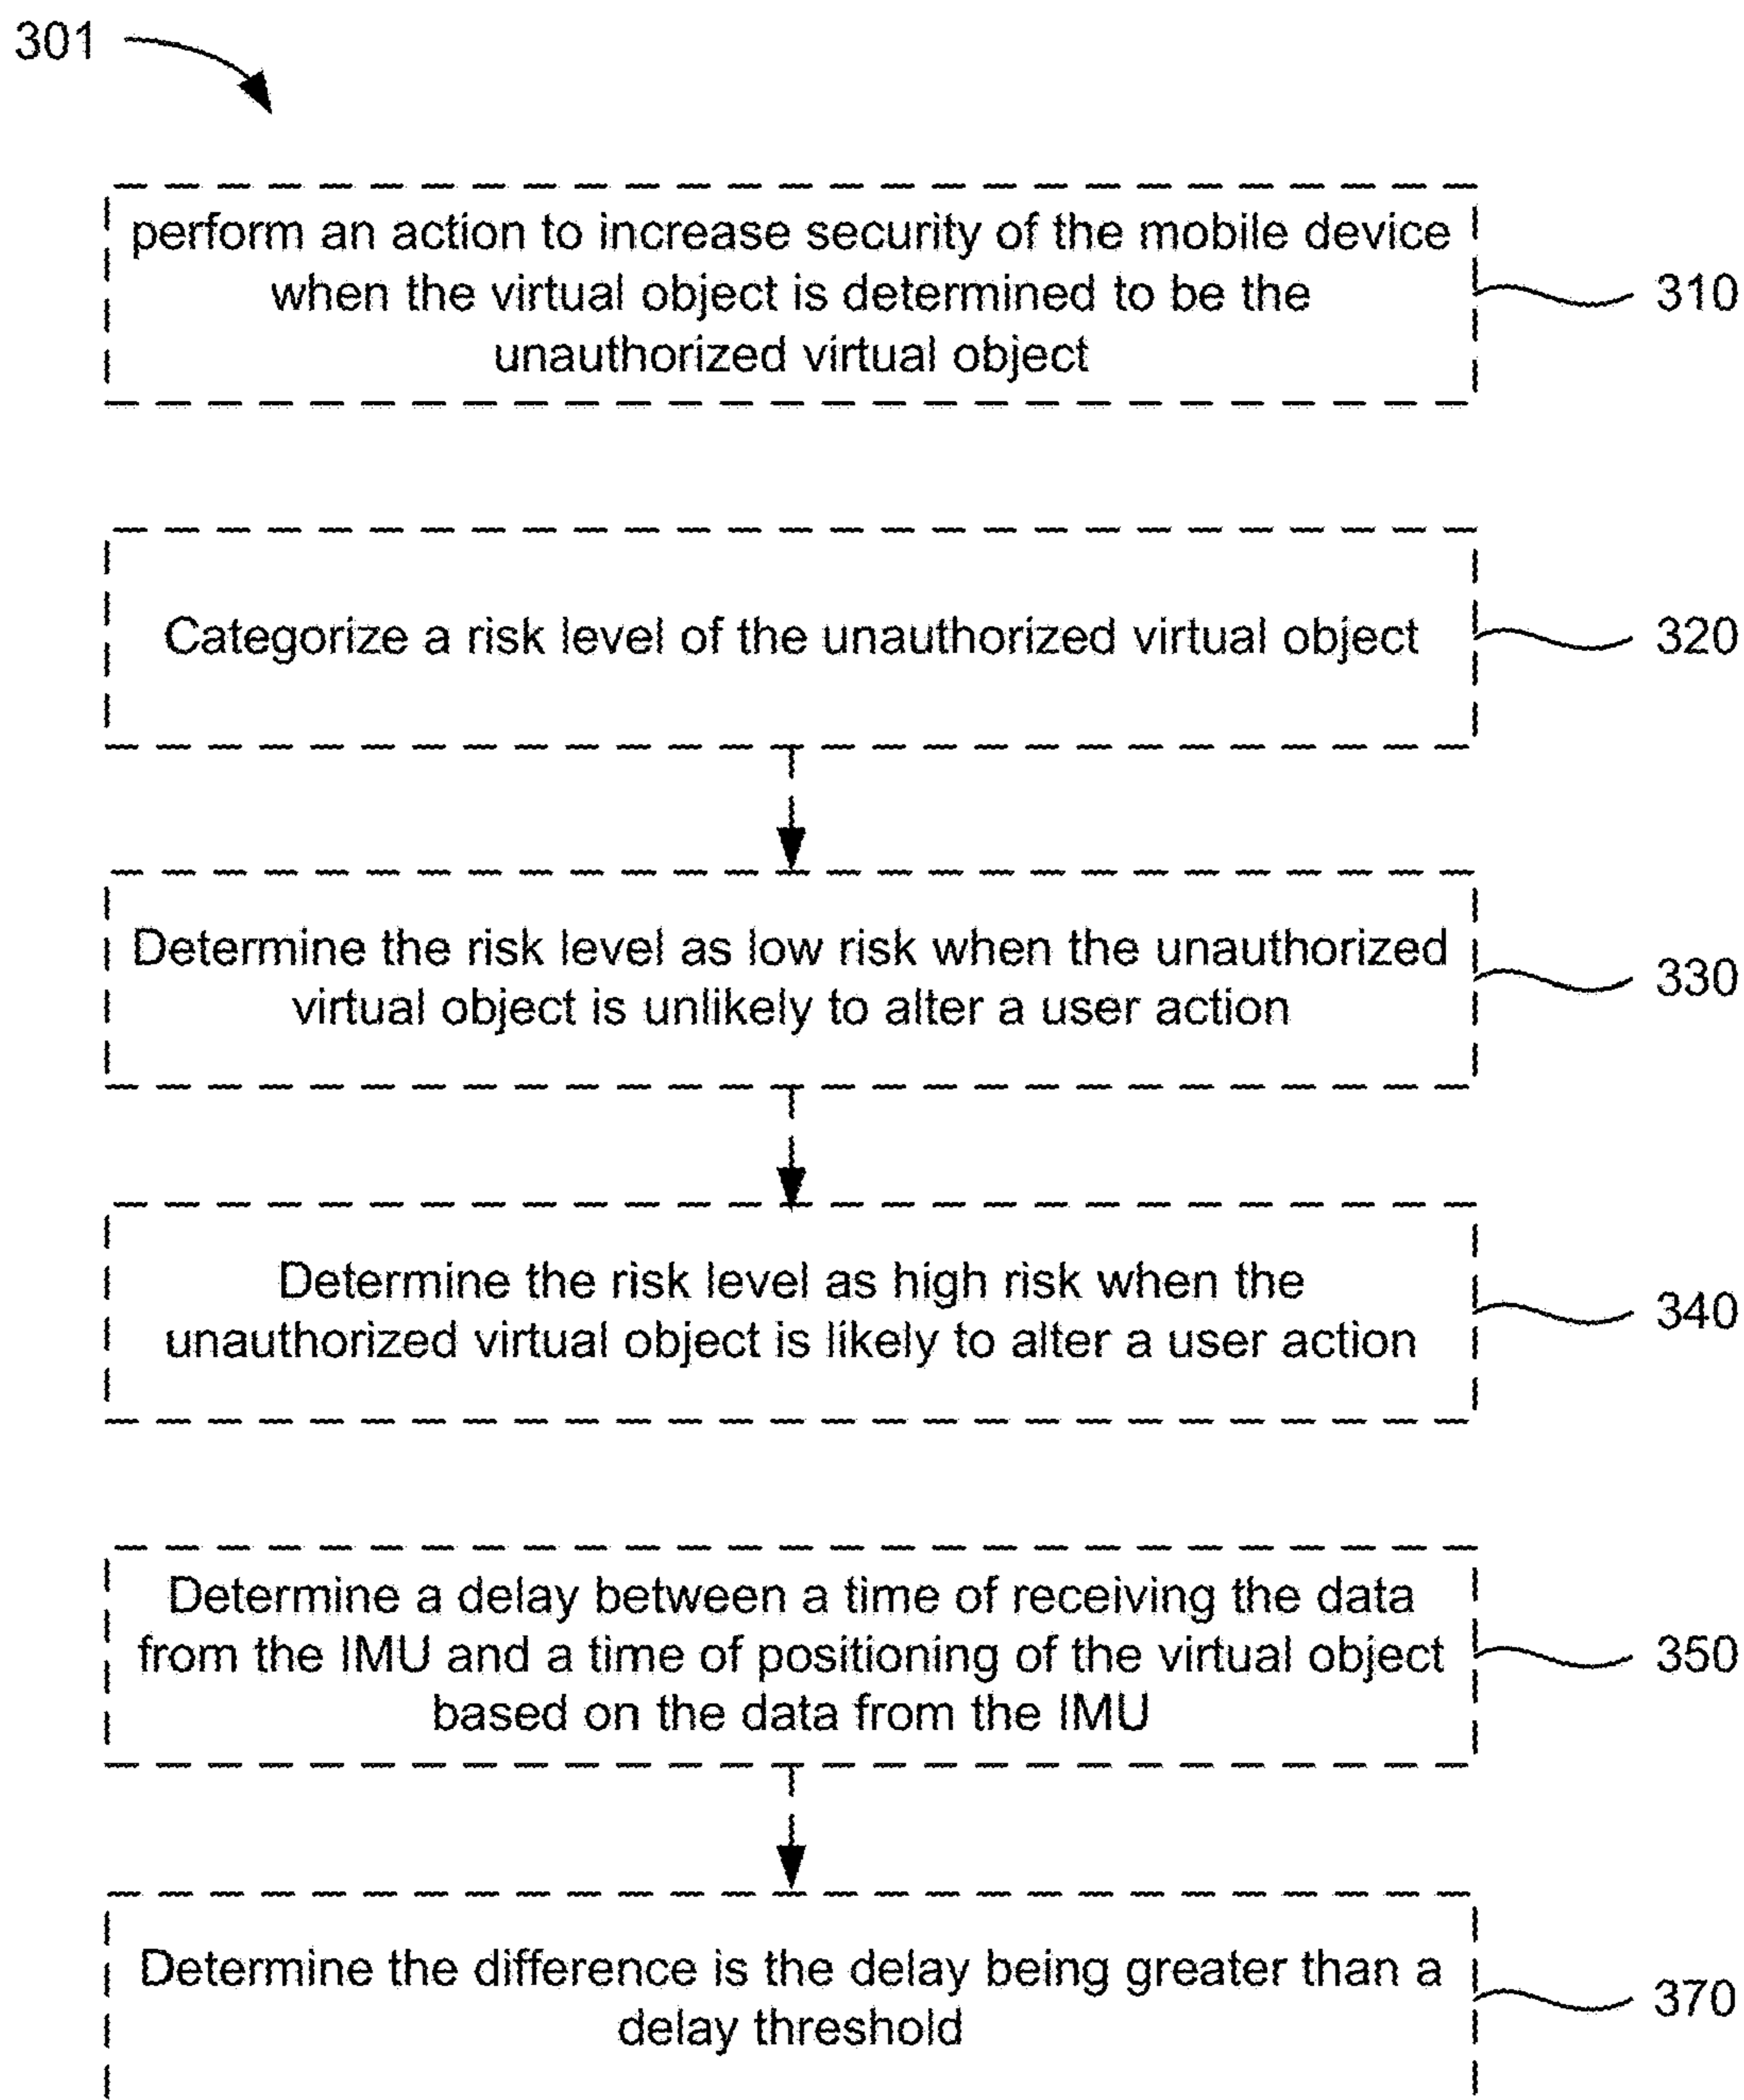 301
perform an action to increase security of the mobile device
when the virtual object is determined to be the
unauthorized virtual object
310
Categorize a risk level of the unauthorized virtual object
320
Determine the risk level as low risk when the unauthorized
virtual object is unlikely to alter a user action
330
Determine the risk level as high risk when the
unauthorized virtual object is likely to alter a user action
340
Determine a delay between a time of receiving the data
from the IMU and a time of positioning of the virtual object
based on the data from the IMU
350
Determine the difference is the delay being greater than a
delay threshold
370